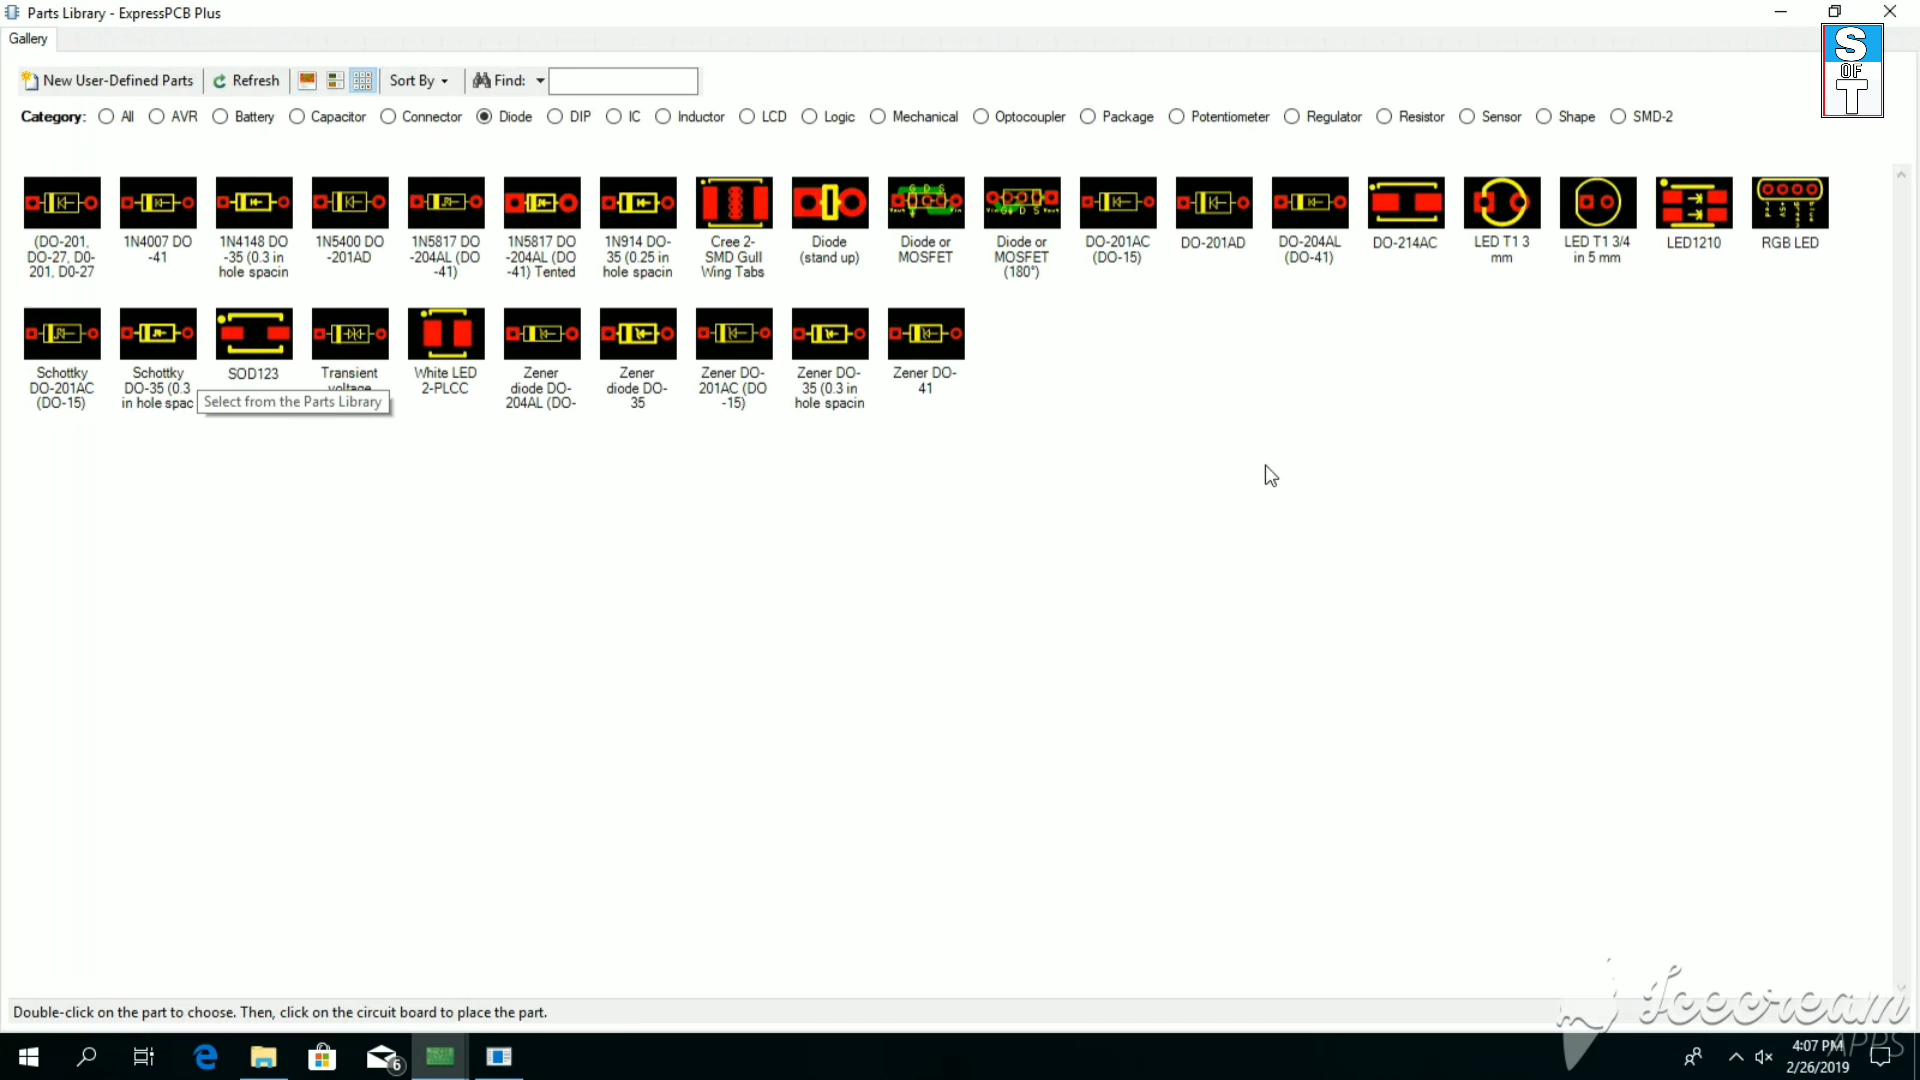 Parts Library - ExpressPCB Plus
Gallery
New User-Defined Parts Refresh Sort By Find:
Category: All AVR Battery Capacitor Connector Diode DIP IC Inductor LCD Logic Mechanical Optocoupler Package Potentiometer Regulator Resistor Sensor Shape SMD-2
S
OF
T
(DO-201,
DO-27, D0-
201, D0-27
1N4007 DO
-41
1N4148 DO
-35 (0.3 in
hole spacin
1N5400 DO
-201AD
1N5817 DO
-204AL (DO
-41)
1N5817 DO
-204AL (DO
-41) Tented
1N914 DO-
35 (0.25 in
hole spacin
Cree 2-
SMD Gull
Wing Tabs
Diode
(stand up)
Diode or
MOSFET
Diode or
MOSFET
(180°)
DO-201AC
(DO-15)
DO-201AD
DO-204AL
(DO-41)
DO-214AC
LED T1 3
mm
LED T1 3/4
in 5 mm
LED1210
RGB LED
Schottky
DO-201AC
(DO-15)
Schottky
DO-35 (0.3
in hole spac
SOD123
Transient
voltage
White LED
2-PLCC
Zener
diode DO-
204AL (DO-
Zener
diode DO-
35
Zener DO-
201AC (DO
-15)
Zener DO-
35 (0.3 in
hole spacin
Zener DO-
41
Select from the Parts Library
Double-click on the part to choose. Then, click on the circuit board to place the part.
Icecream
APPS
6
4:07 PM
2/26/2019